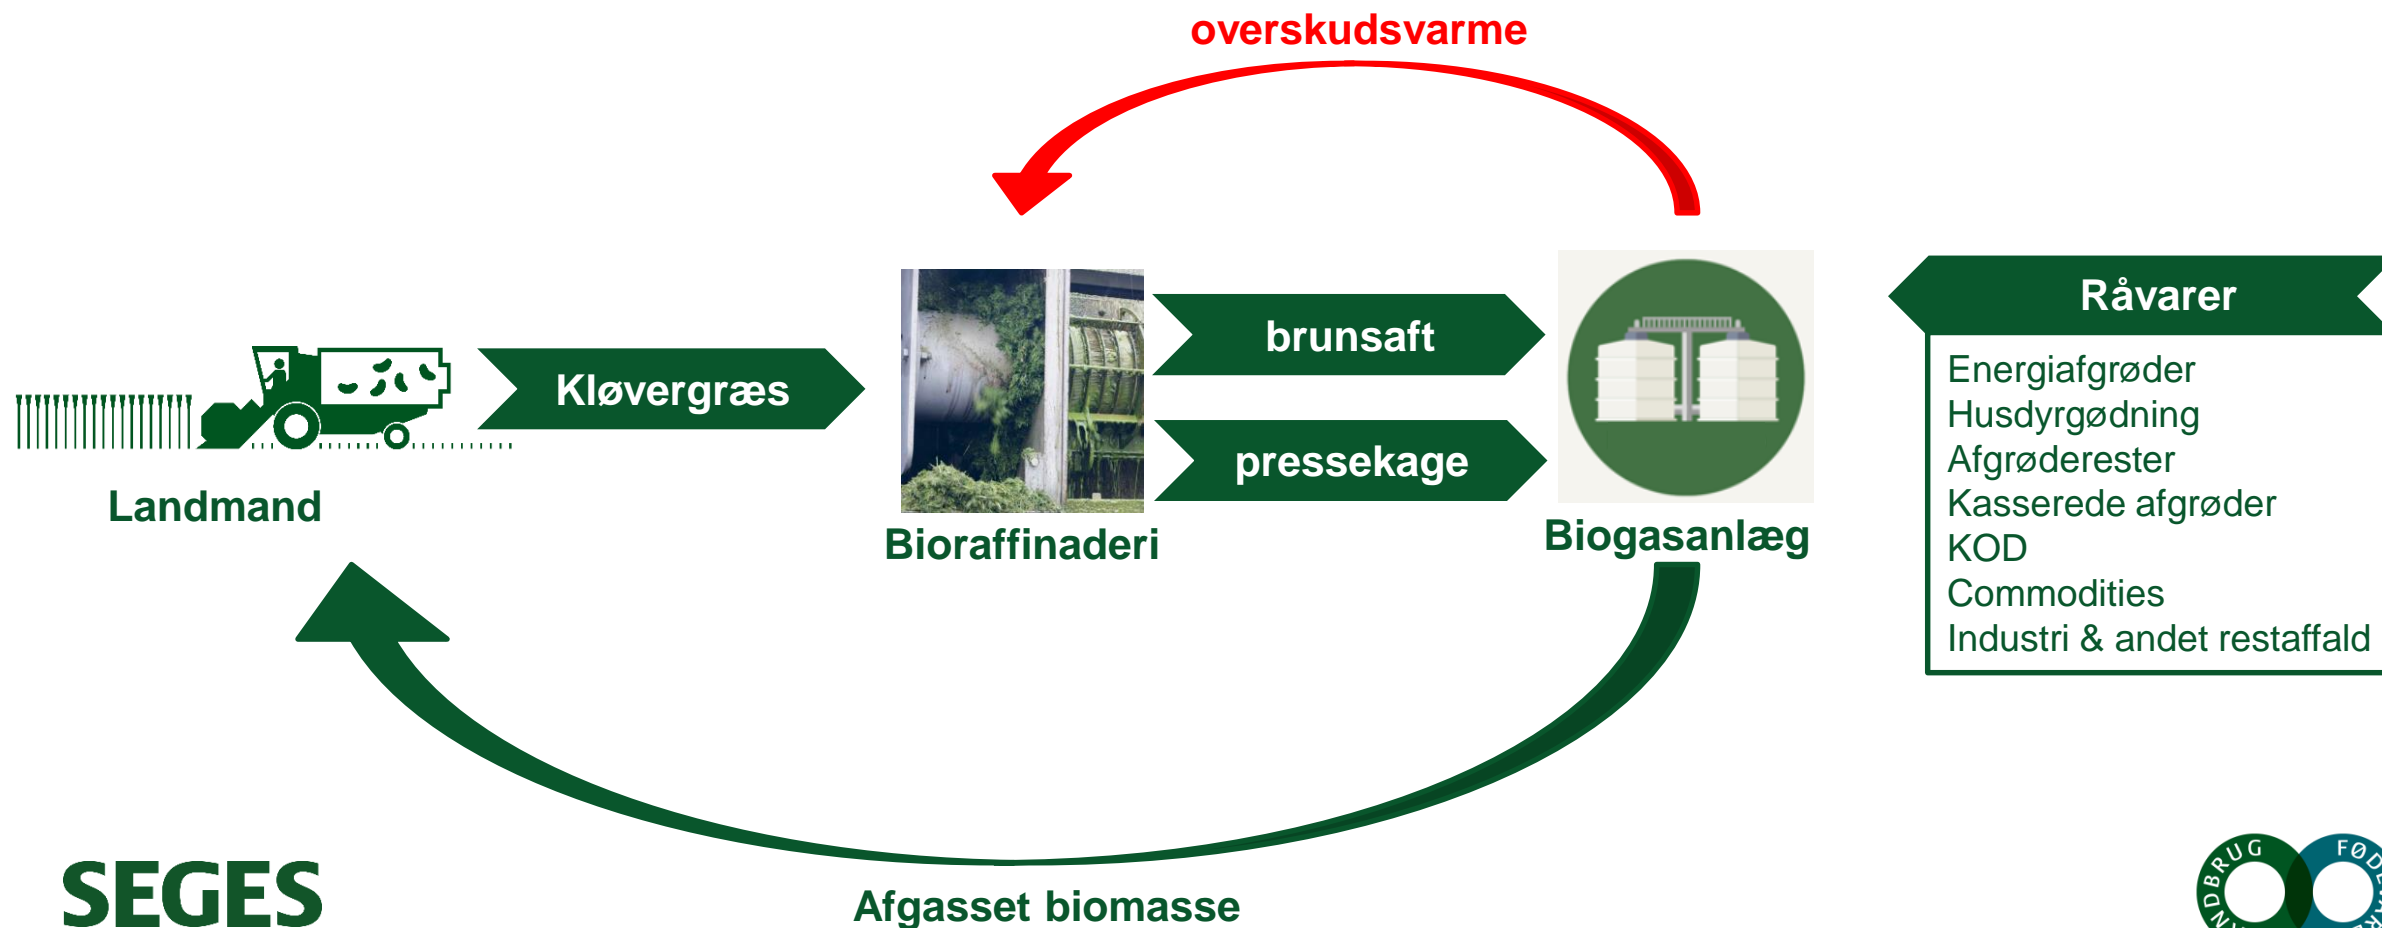 overskudsvarme
Kløvergræs
Landmand
Bioraffinaderi
brunsaft
pressekage
Biogasanlæg
Råvarer
Energiafgrøder
Husdyrgødning
Afgrøderester
Kasserede afgrøder
KOD
Commodities
Industri & andet restaffald
Afgasset biomasse
SEGES